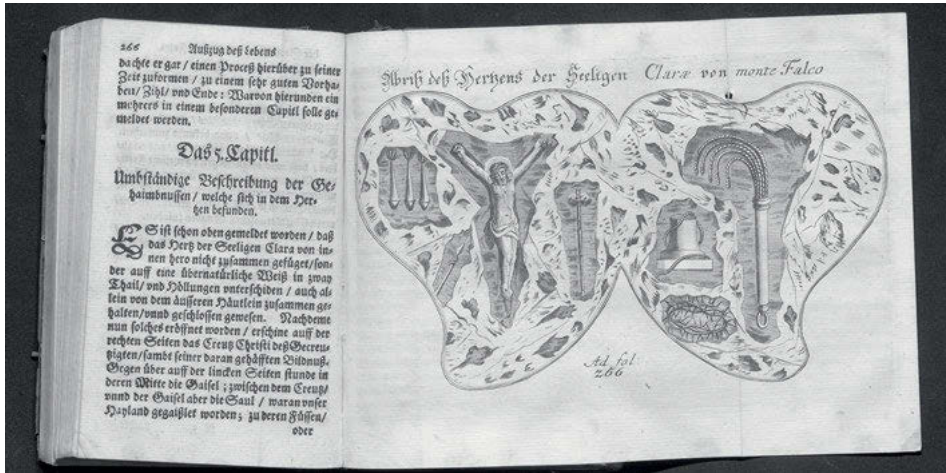 266 Außzug deß Lebens
dachte er gar / einen Proceß hierüber zu seiner
Zeit zuformen / zu einem sehr guten Vorha-
ben / Zihl / vnd Ende: Warvon hierunden ein
mehrers in einem besonderen Capitl solle ge-
meldet werden.
Das 5. Capitl.
Umbständige Beschreibung der Ge-
haimbnussen / welche sich in dem Her-
tzen befunden.
ES ist schon oben gemeldet worden / daß
das Hertz der Seeligen Clara von in-
nen hero nicht zusammen gefüget / son-
der auff eine übernatürliche Weiß in zway
Thail / vnd Höllungen vnterschiden / auch al-
lein von dem äusseren Häutlein zusammen ge-
halten / vnnd geschlossen gewesen. Nachdeme
nun solches eröffnet worden / erschine auff der
rechten Seiten das Creutz Christi deß Gecreu-
tzigten / sambt seiner daran gehäfften Bildnuß.
Gegen über auff der lincken Seiten stunde in
deren Mitte die Gaisel; zwischen dem Creutz /
vnnd der Gaisel aber die Saul / waran vnser
Hayland gegaißlet worden; zu deren Füssen /
oder
Abriß deß Hertzens der Seeligen Claræ von monte Falco
Ad fol
266